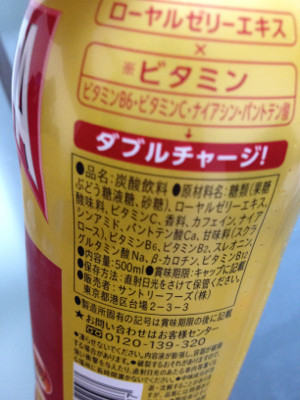 ローヤルゼリーエキス
×
※ビタミン
ビタミンB6・ビタミンC・ナイアシン・パントテン酸
ダブルチャージ!
●品名:炭酸飲料●原材料名:糖類(果糖
ぶどう糖液糖、砂糖)、ローヤルゼリーエキス、
酸味料、ビタミンC、香料、カフェイン、ナイア
シンアミド、パントテン酸Ca、甘味料(スクラ
ロース)、ビタミンB6、ビタミンB2、スレオニン、
グルタミン酸Na、β-カロチン、ビタミンB12
●内容量:500ml●賞味期限:キャップに記載
●保存方法:直射日光をさけて保存ください。
●販売者:サントリーフーズ(株)
東京都港区台場2-3-3
●製造所固有の記号は賞味期限の後に記載
★お問い合わせはお客様センター
0120-139-320
A